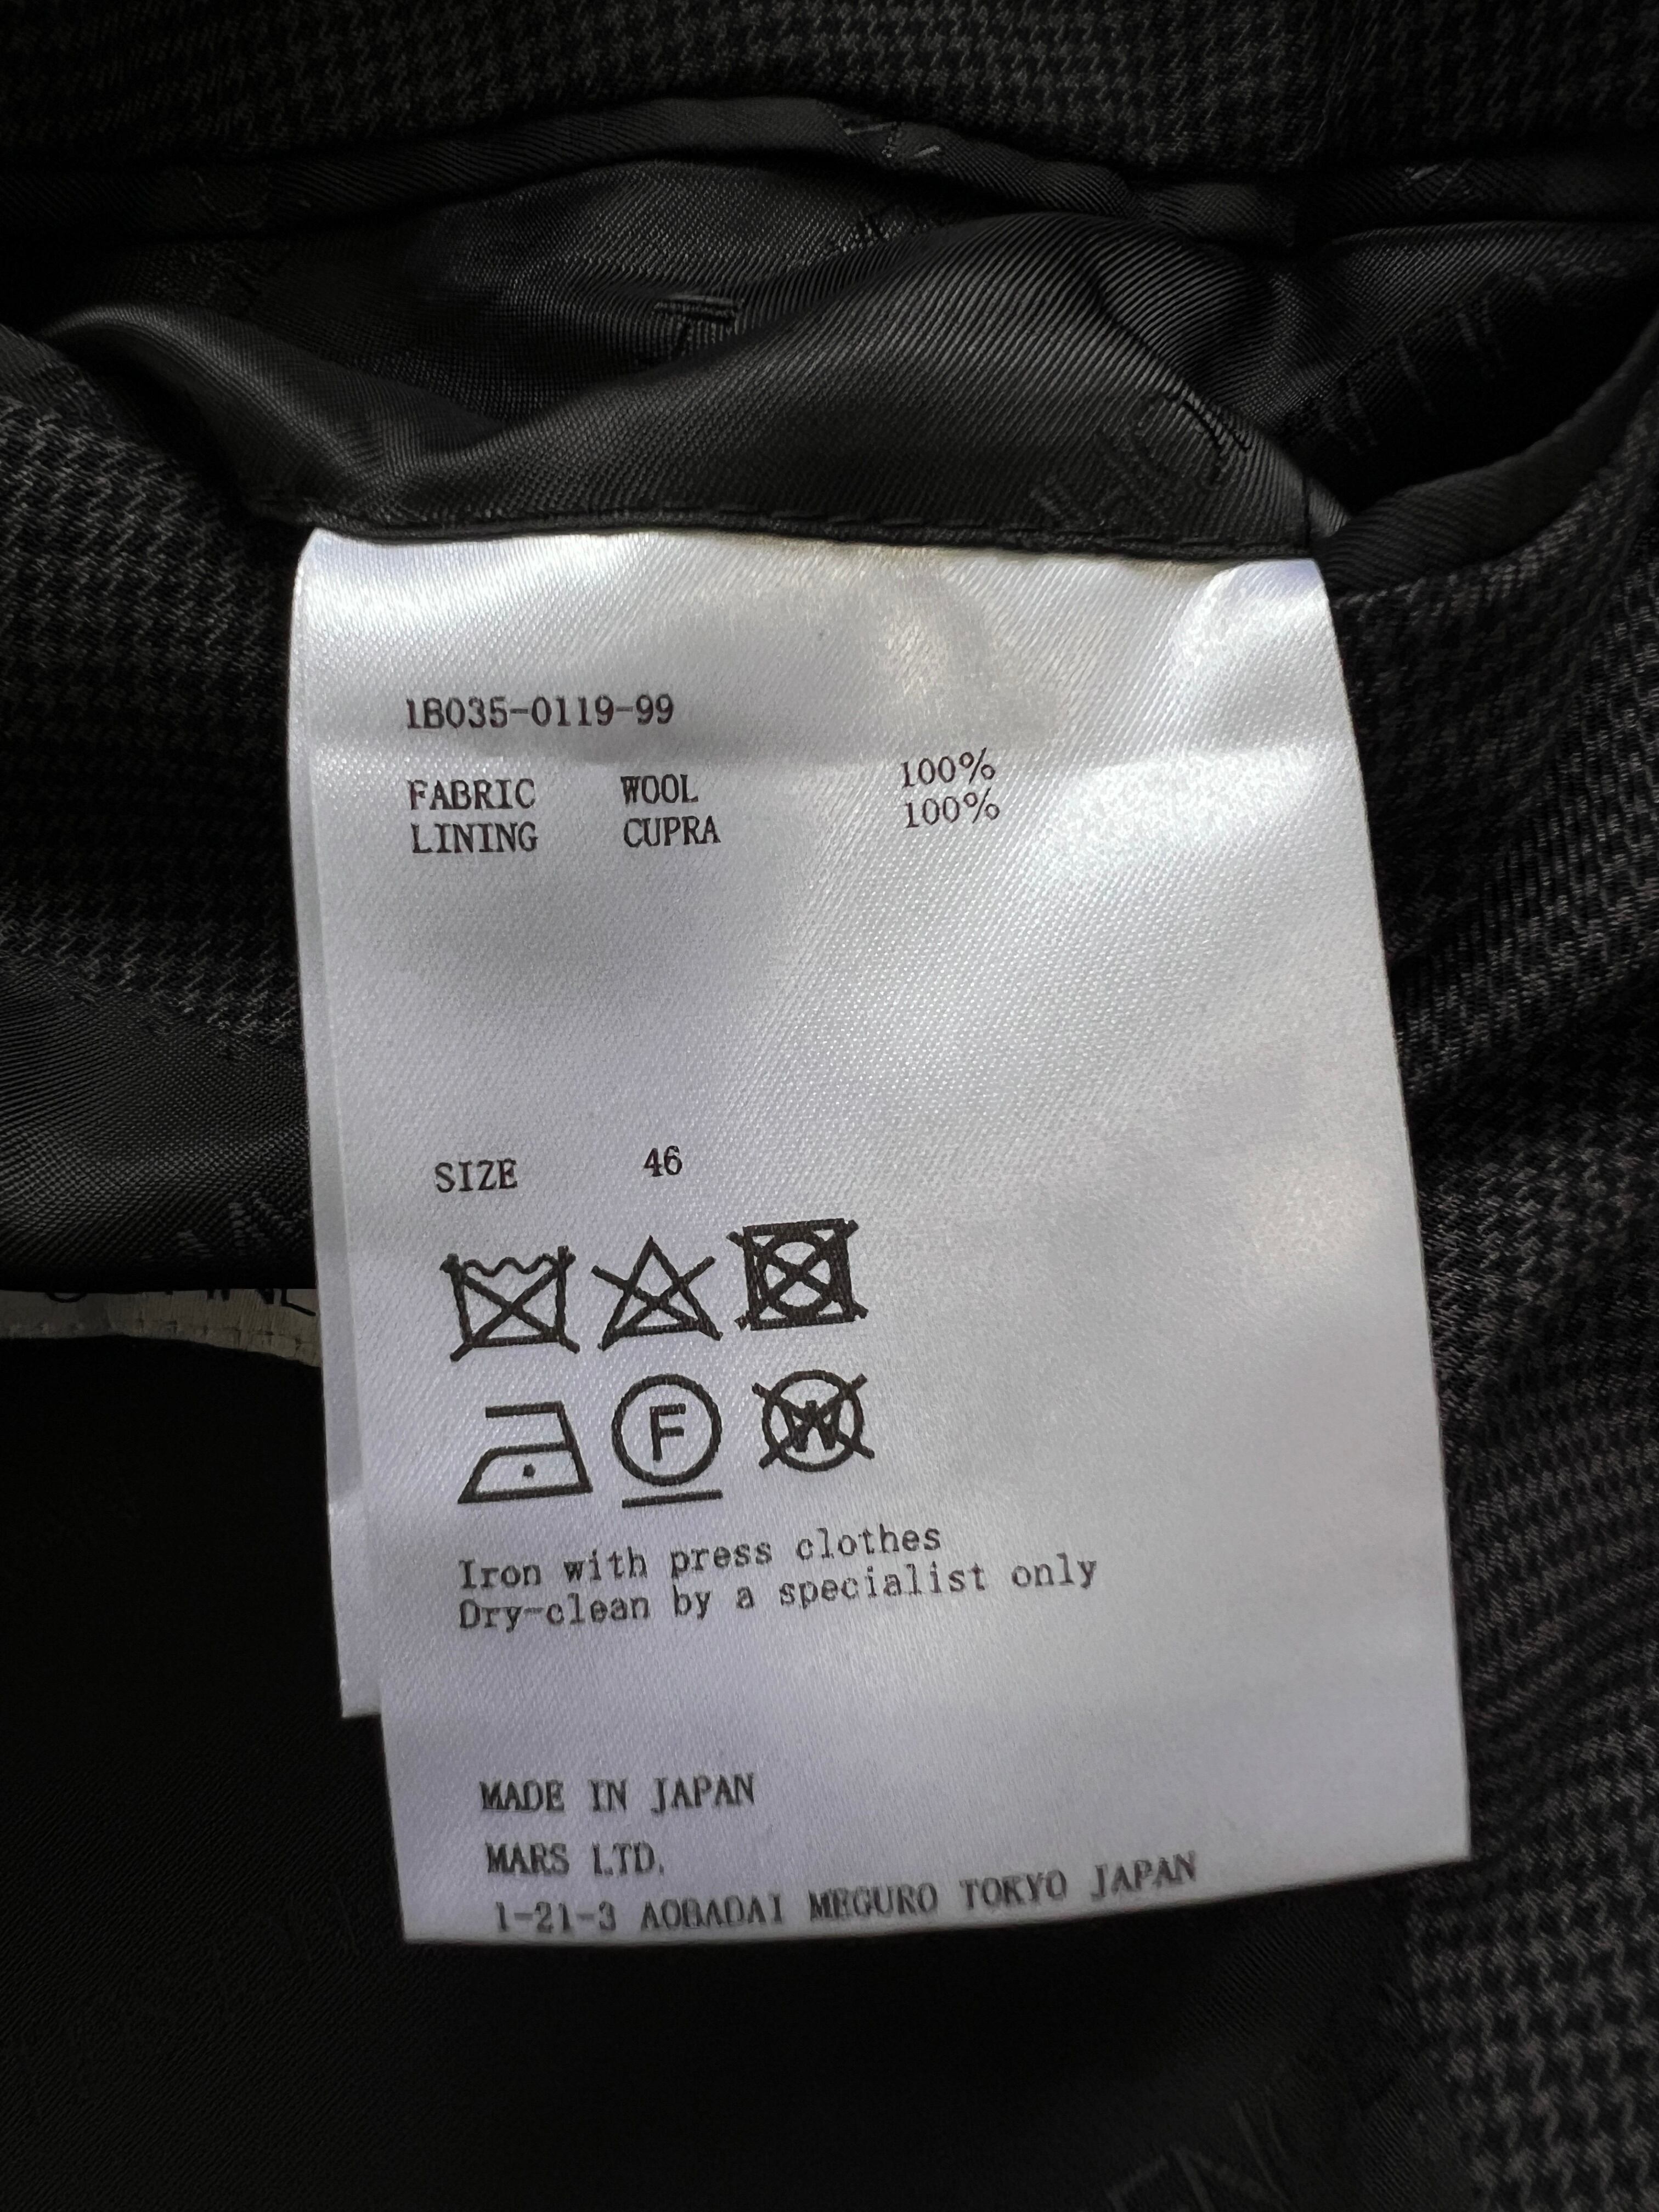 1B035-0119-99
FABRIC WOOL 100%
LINING CUPRA 100%
SIZE 46
F W
Iron with press clothes
Dry-clean by a specialist only
MADE IN JAPAN
MARS LTD.
1-21-3 AOBADAI MEGURO TOKYO JAPAN